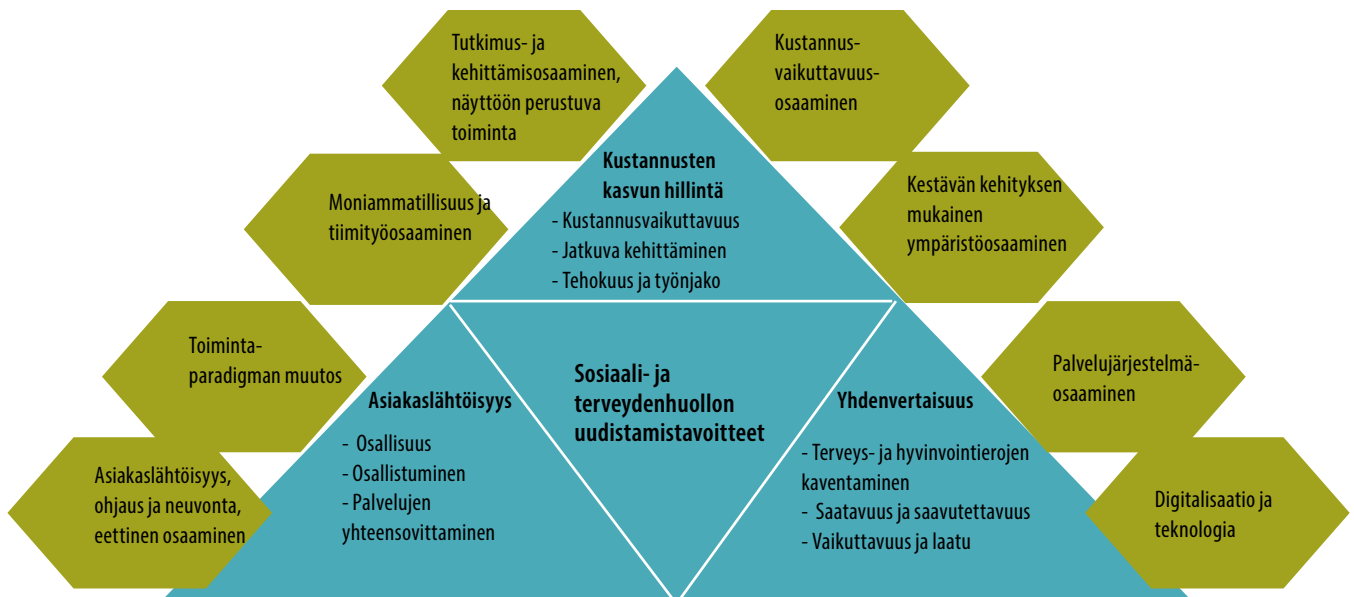 Tutkimus- ja
kehittämisosaaminen,
näyttöön perustuva
toiminta
Kustannus-
vaikuttavuus-
osaaminen
Moniammatillisuus ja
tiimityöosaaminen
Kustannusten
kasvun hillintä
- Kustannusvaikuttavuus
- Jatkuva kehittäminen
- Tehokuus ja työnjako
Kestävän kehityksen
mukainen
ympäristöosaaminen
Toiminta-
paradigman muutos
Palvelujärjestelmä-
osaaminen
Asiakaslähtöisyys,
ohjaus ja neuvonta,
eettinen osaaminen
Asiakaslähtöisyys
- Osallisuus
- Osallistuminen
- Palvelujen
yhteensovittaminen
Sosiaali- ja
terveydenhuollon
uudistamistavoitteet
Yhdenvertaisuus
- Terveys- ja hyvinvointierojen
kaventaminen
- Saatavuus ja saavutettavuus
- Vaikuttavuus ja laatu
Digitalisaatio ja
teknologia